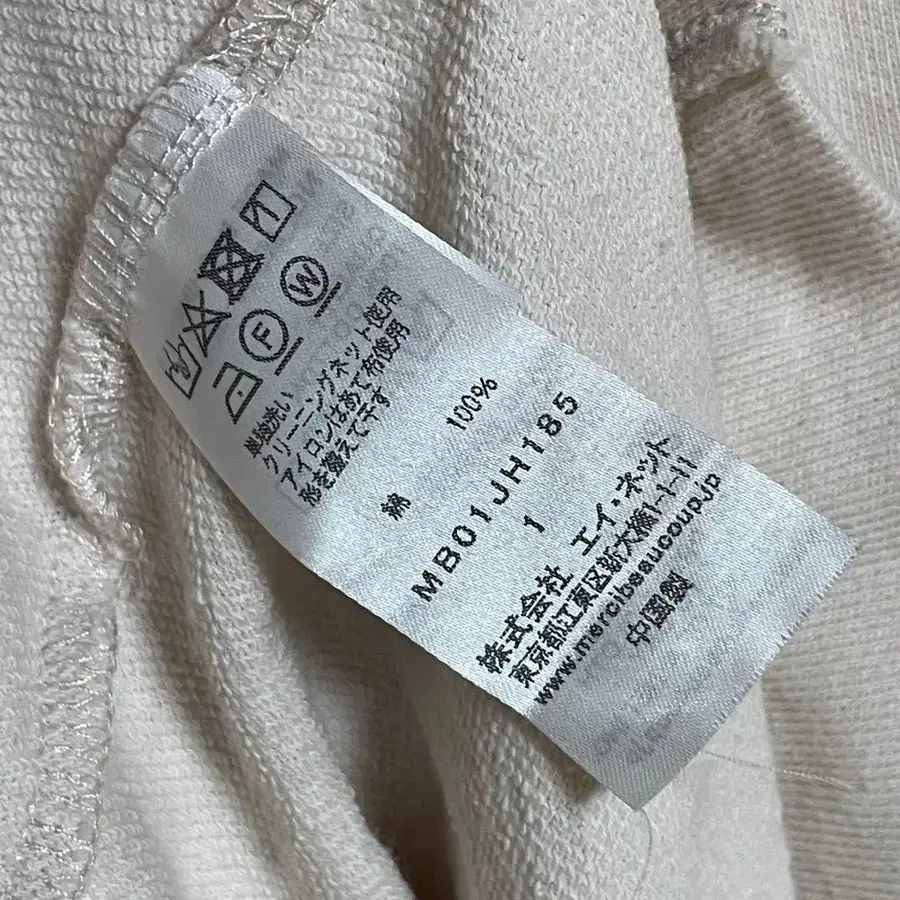 F W
単独洗い
クリーニングネット使用
アイロンはあて布使用
形を整えて干す
綿 100%
MB01JH185
1
株式会社 エイ・ネット
東京都江東区新大橋1-1-11
www.mercibeaucoup.jp
中国製